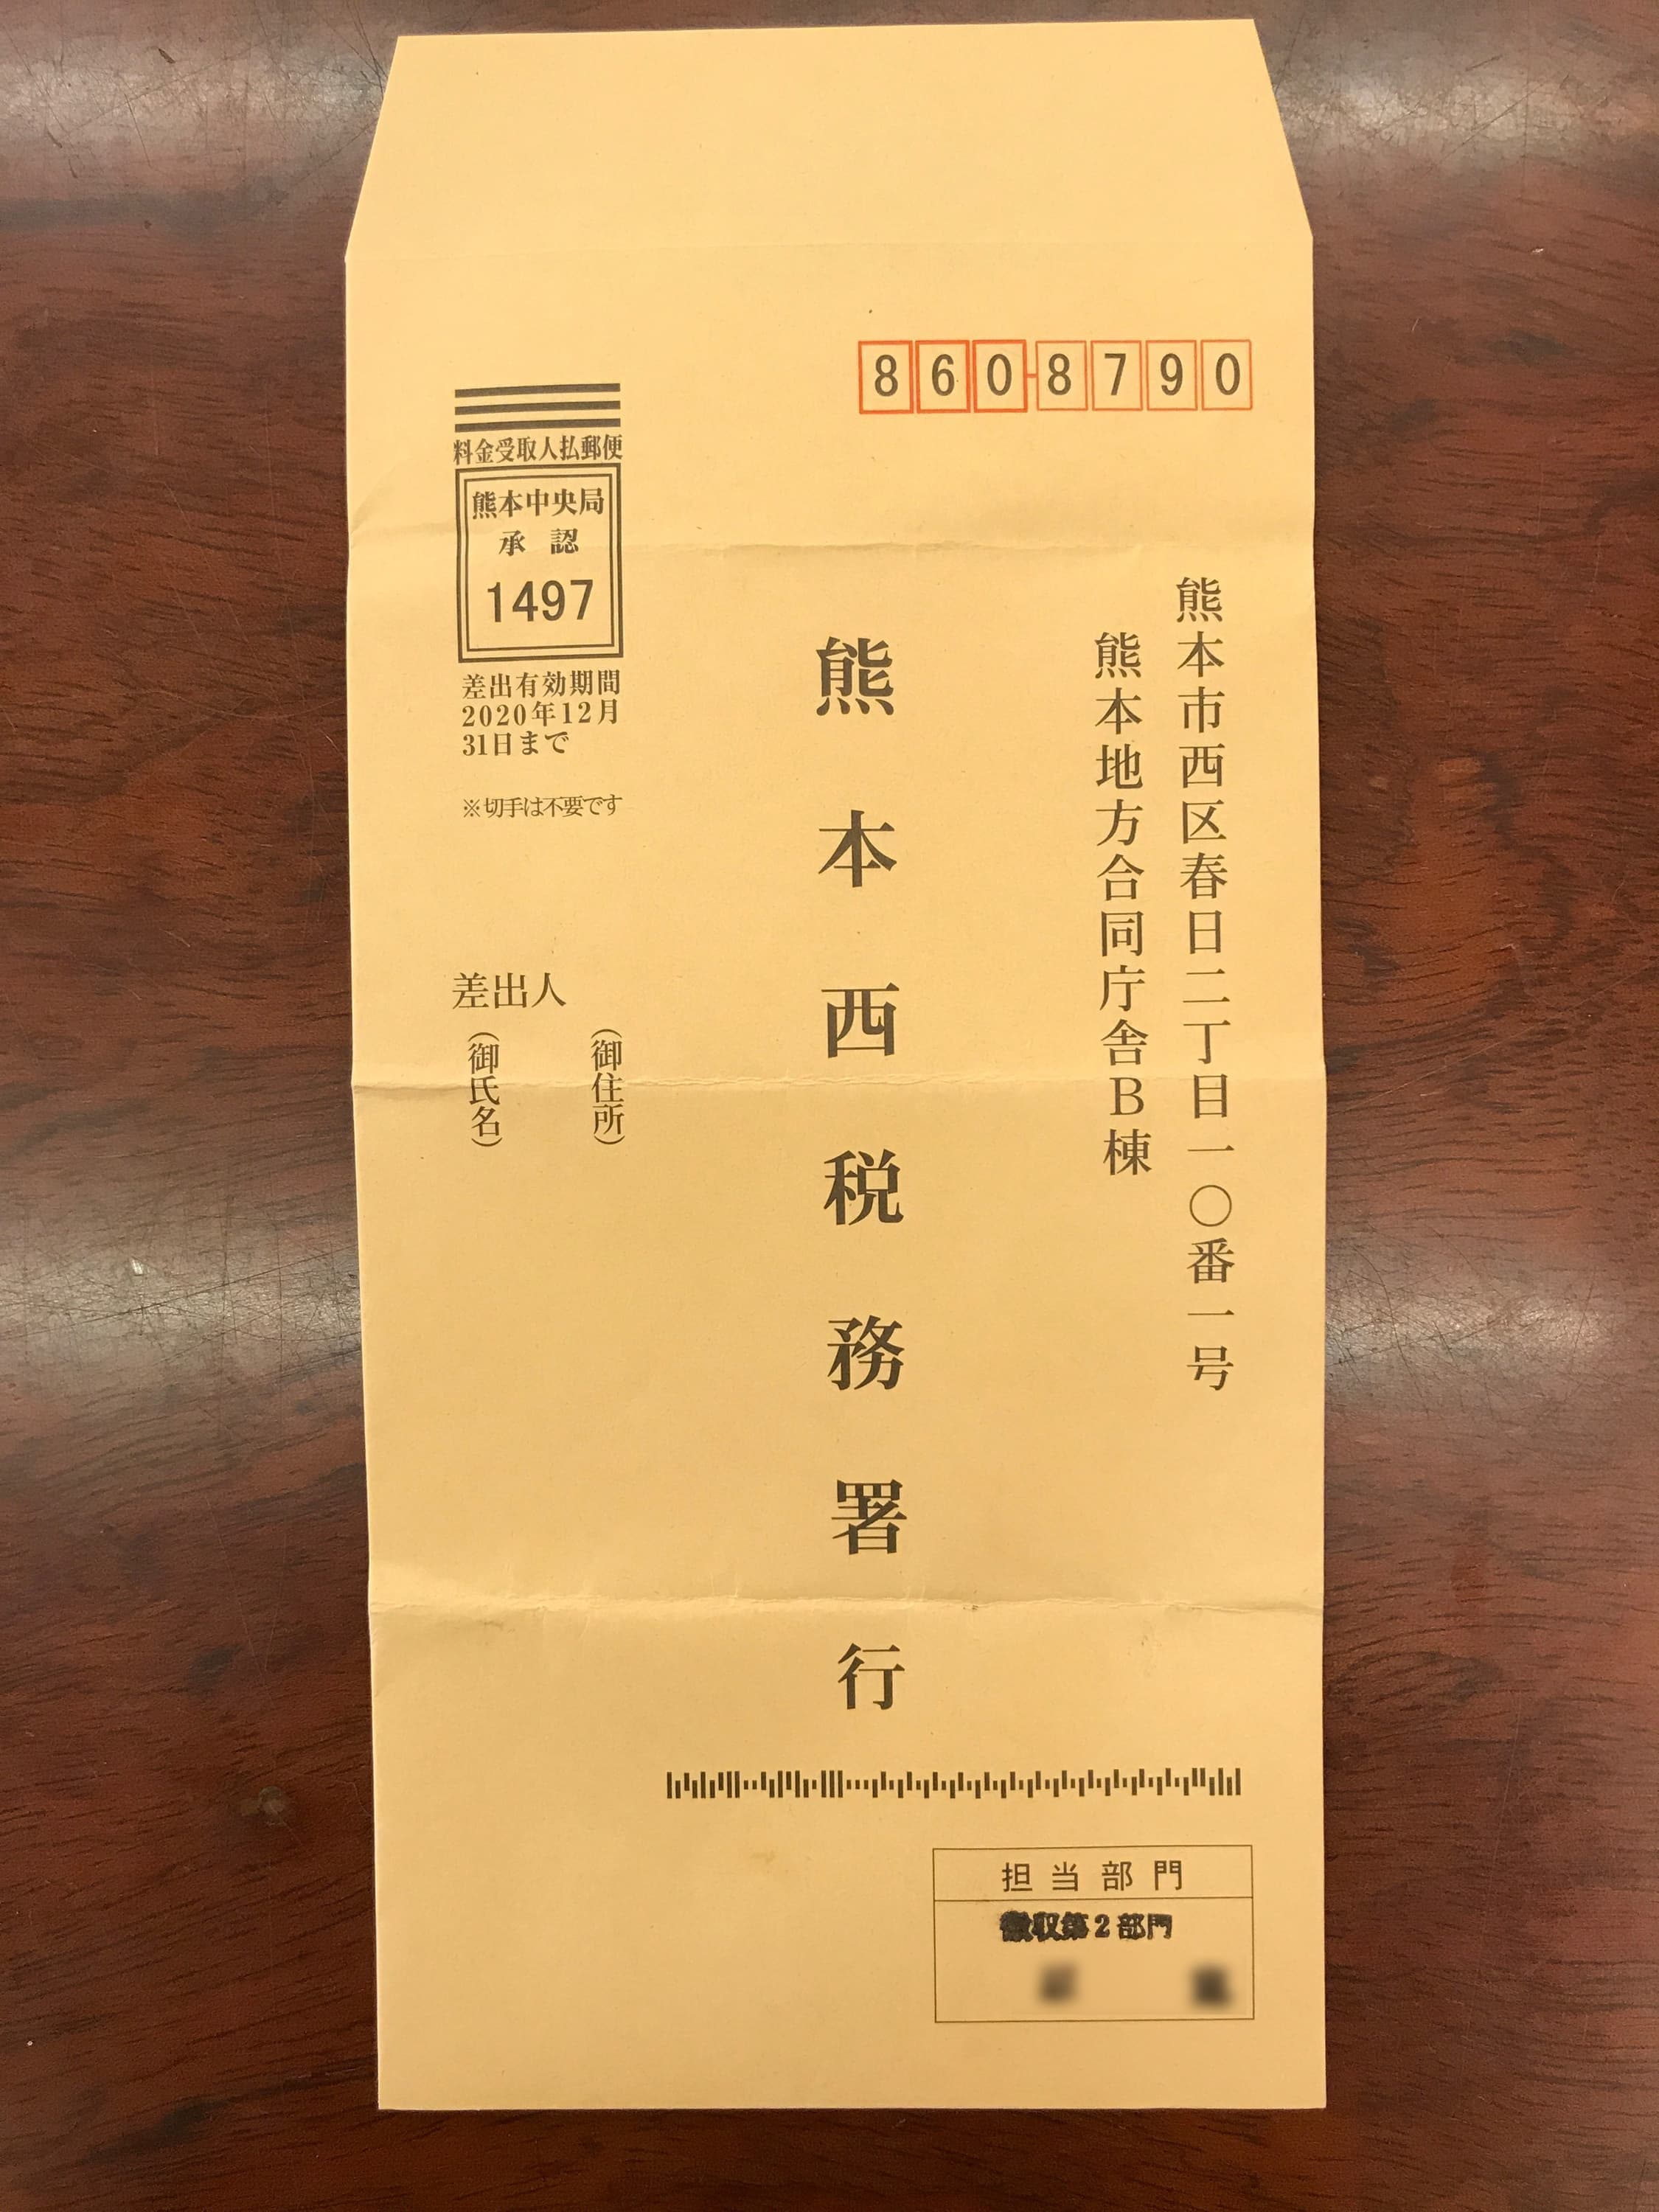 860-8790
熊本市西区春日二丁目一〇番一号
熊本地方合同庁舎B棟
熊本西税務署行
料金受取人払郵便
熊本中央局
承認
1497
差出有効期間
2020年12月
31日まで
※切手は不要です
差出人
(御住所)
(御氏名)
担当部門
徴収第2部門